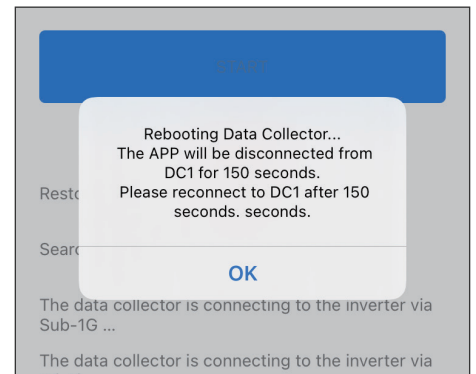 Rebooting Data Collector...
The APP will be disconnected from
DC1 for 150 seconds.
Please reconnect to DC1 after 150
seconds. seconds.
OK
The data collector is connecting to the inverter via
Sub-1G ...
The data collector is connecting to the inverter via